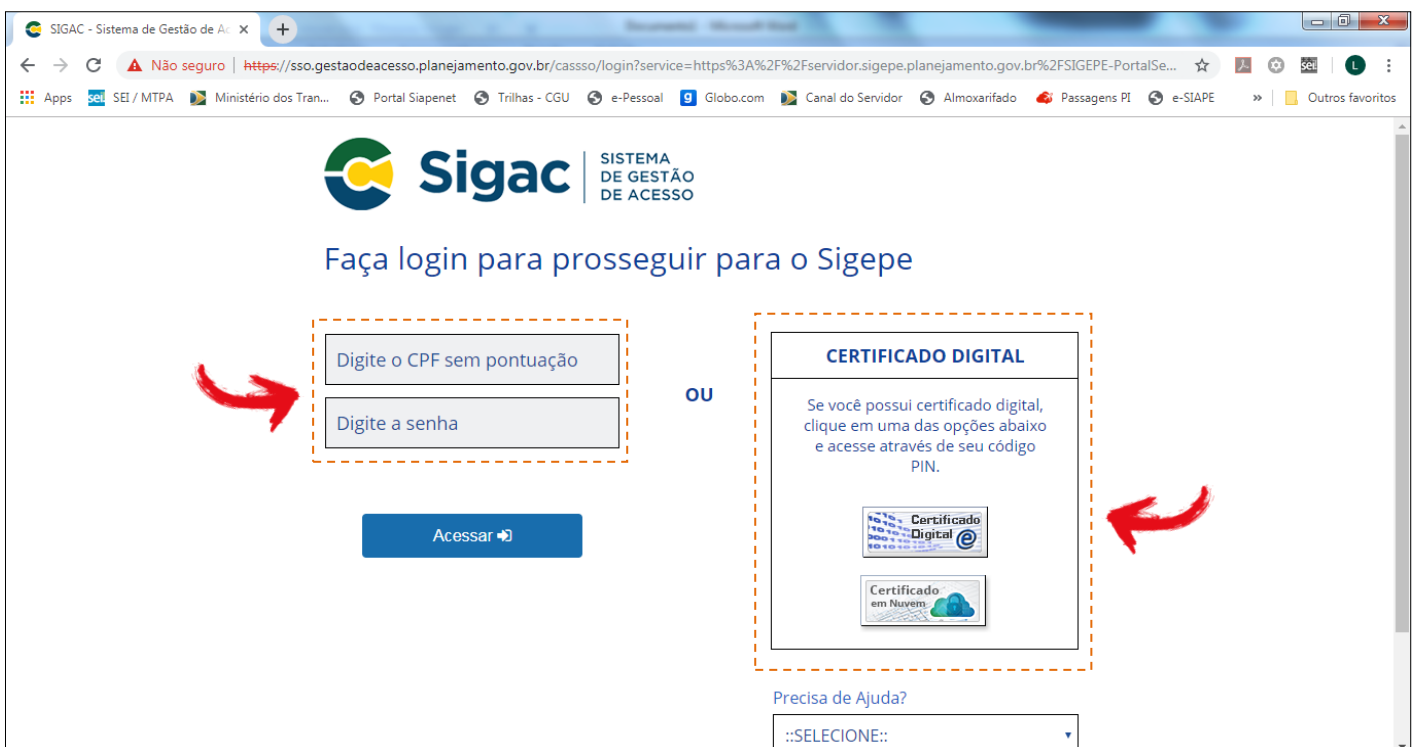 SIGAC - Sistema de Gestão de Ac
Não seguro | https://sso.gestaodeacesso.planejamento.gov.br/cassso/login?service=https%3A%2F%2Fservidor.sigepe.planejamento.gov.br%2FSIGEPE-PortalSe...
sei
L
Apps
sei SEI / MTPA
Ministério dos Tran...
Portal Siapenet
Trilhas - CGU
e-Pessoal
g Globo.com
Canal do Servidor
Almoxarifado
Passagens PI
e-SIAPE
»
Outros favoritos
Sigac
SISTEMA
DE GESTÃO
DE ACESSO
Faça login para prosseguir para o Sigepe
Digite o CPF sem pontuação
Digite a senha
Acessar
OU
CERTIFICADO DIGITAL
Se você possui certificado digital,
clique em uma das opções abaixo
e acesse através de seu código
PIN.
Certificado
Digital
Certificado
em Nuvem
Precisa de Ajuda?
::SELECIONE::